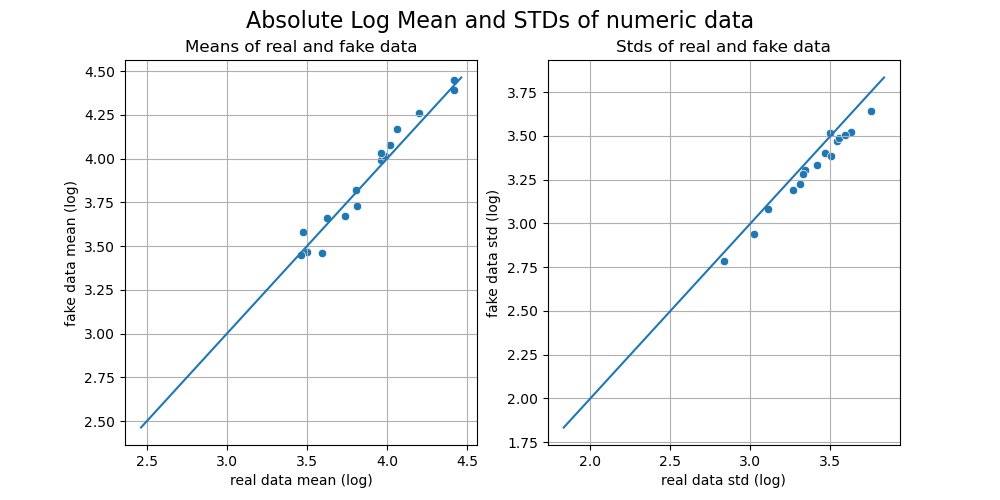 Absolute Log Mean and STDs of numeric data
Means of real and fake data
fake data mean (log)
4.50
4.25
4.00
3.75
3.50
3.25
3.00
2.75
2.50
2.5 3.0 3.5 4.0 4.5
real data mean (log)
Stds of real and fake data
fake data std (log)
3.75
3.50
3.25
3.00
2.75
2.50
2.25
2.00
1.75
2.0 2.5 3.0 3.5
real data std (log)